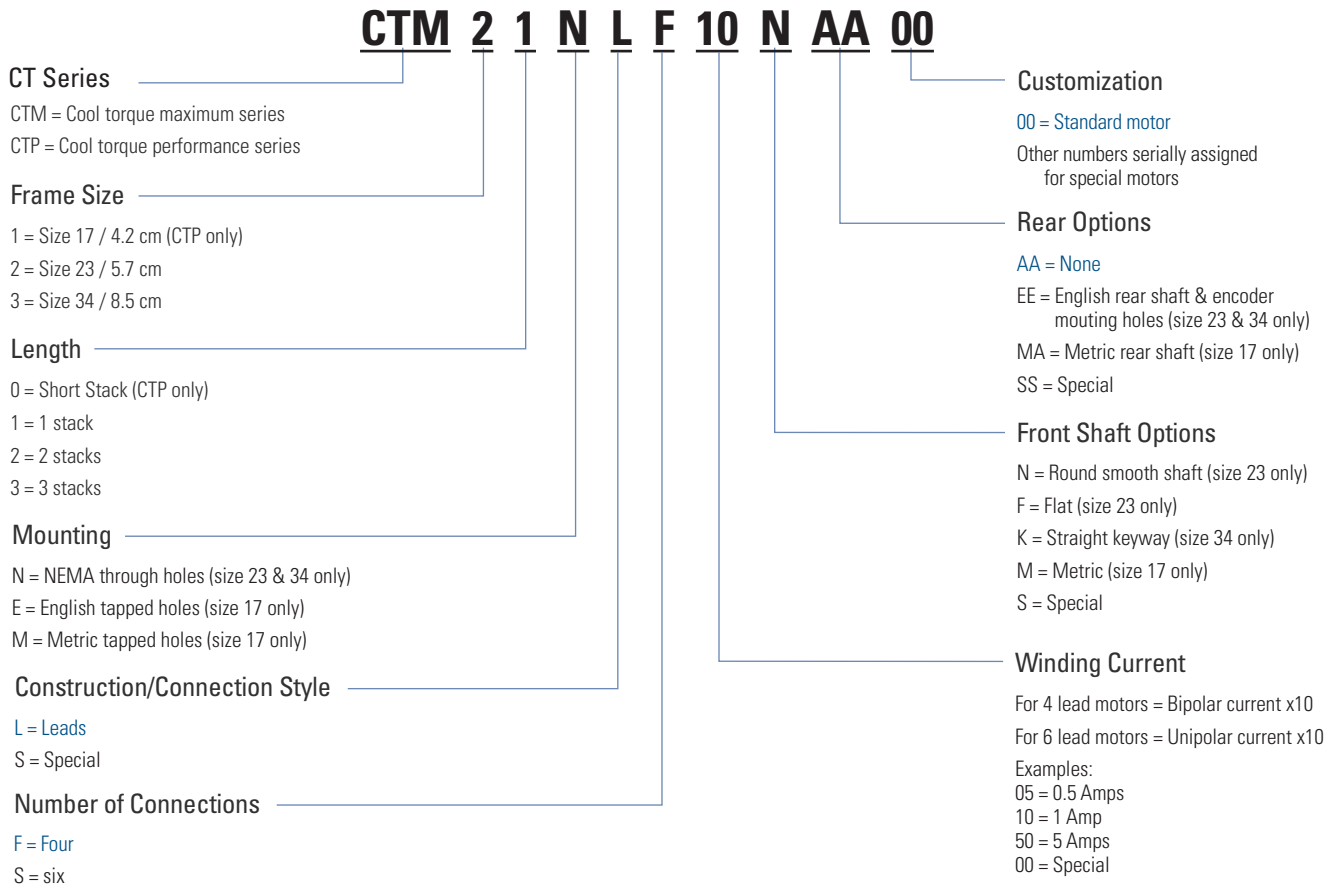 CTM 2 1 N L F 10 N AA 00
CT Series
CTM = Cool torque maximum series
CTP = Cool torque performance series
Frame Size
1 = Size 17 / 4.2 cm (CTP only)
2 = Size 23 / 5.7 cm
3 = Size 34 / 8.5 cm
Length
0 = Short Stack (CTP only)
1 = 1 stack
2 = 2 stacks
3 = 3 stacks
Mounting
N = NEMA through holes (size 23 & 34 only)
E = English tapped holes (size 17 only)
M = Metric tapped holes (size 17 only)
Construction/Connection Style
L = Leads
S = Special
Number of Connections
F = Four
S = six
Customization
00 = Standard motor
Other numbers serially assigned
for special motors
Rear Options
AA = None
EE = English rear shaft & encoder
mouting holes (size 23 & 34 only)
MA = Metric rear shaft (size 17 only)
SS = Special
Front Shaft Options
N = Round smooth shaft (size 23 only)
F = Flat (size 23 only)
K = Straight keyway (size 34 only)
M = Metric (size 17 only)
S = Special
Winding Current
For 4 lead motors = Bipolar current x10
For 6 lead motors = Unipolar current x10
Examples:
05 = 0.5 Amps
10 = 1 Amp
50 = 5 Amps
00 = Special